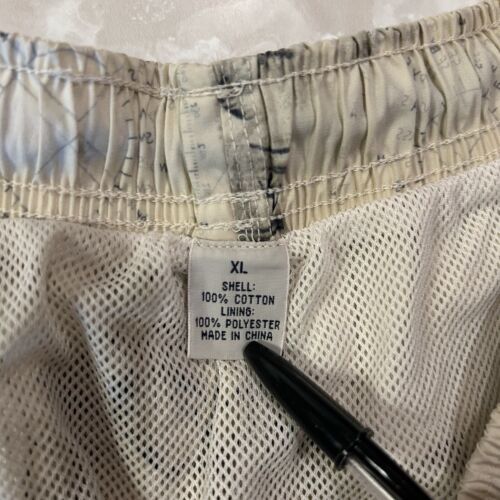 XL
SHELL:
100% COTTON
LINING:
100% POLYESTER
MADE IN CHINA